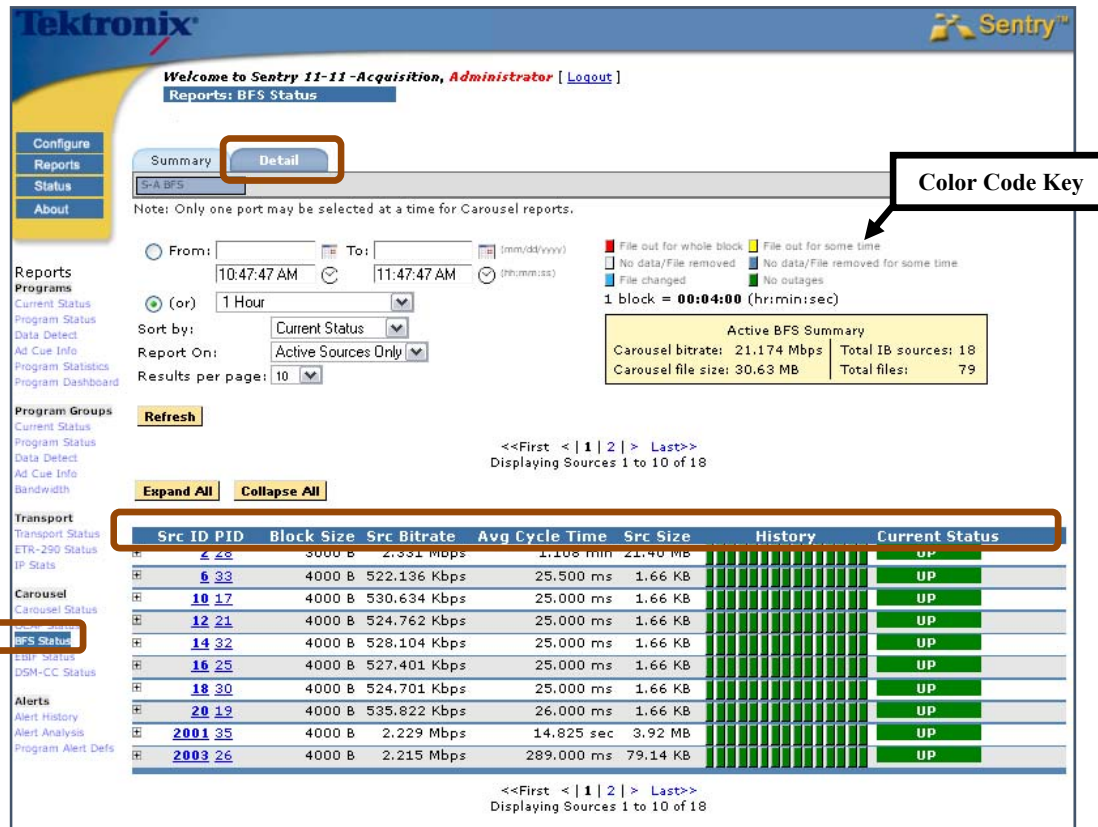 Tektronix
Sentry™
Welcome to Sentry 11-11 -Acquisition, Administrator [ Logout ]
Reports: BFS Status
Configure
Reports
Status
About
Summary
Detail
S-A BFS
Color Code Key
Note: Only one port may be selected at a time for Carousel reports.
From: To: (mm/dd/yyyy)
10:47:47 AM 11:47:47 AM (hh:mm:ss)
(or) 1 Hour
Sort by: Current Status
Report On: Active Sources Only
Results per page: 10
File out for whole block File out for some time
No data/File removed No data/File removed for some time
File changed No outages
1 block = 00:04:00 (hr:min:sec)
Active BFS Summary
Carousel bitrate: 21.174 Mbps Total IB sources: 18
Carousel file size: 30.63 MB Total files: 79
Refresh
<<First < | 1 | 2 | > Last>>
Displaying Sources 1 to 10 of 18
Expand All Collapse All
Reports
Programs
Current Status
Program Status
Data Detect
Ad Cue Info
Program Statistics
Program Dashboard
Program Groups
Current Status
Program Status
Data Detect
Ad Cue Info
Bandwidth
Transport
Transport Status
ETR-290 Status
IP Stats
Carousel
Carousel Status
OCAP Status
BFS Status
EBIF Status
DSM-CC Status
Alerts
Alert History
Alert Analysis
Program Alert Defs
Src ID PID Block Size Src Bitrate Avg Cycle Time Src Size History Current Status
2 28 3000 B 2.331 Mbps 1.108 min 21.40 MB UP
6 33 4000 B 522.136 Kbps 25.500 ms 1.66 KB UP
10 17 4000 B 530.634 Kbps 25.000 ms 1.66 KB UP
12 21 4000 B 524.762 Kbps 25.000 ms 1.66 KB UP
14 32 4000 B 528.104 Kbps 25.000 ms 1.66 KB UP
16 25 4000 B 527.401 Kbps 25.000 ms 1.66 KB UP
18 30 4000 B 524.701 Kbps 25.000 ms 1.66 KB UP
20 19 4000 B 535.822 Kbps 26.000 ms 1.66 KB UP
2001 35 4000 B 2.229 Mbps 14.825 sec 3.92 MB UP
2003 26 4000 B 2.215 Mbps 289.000 ms 79.14 KB UP
<<First < | 1 | 2 | > Last>>
Displaying Sources 1 to 10 of 18